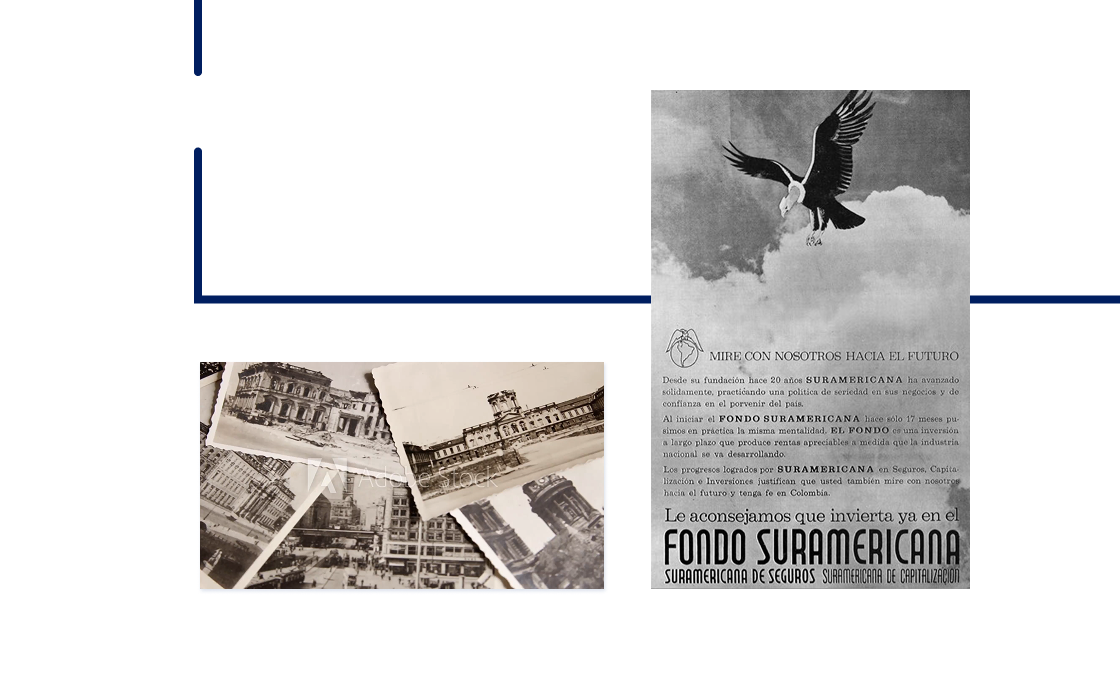 Adobe Stock
MIRE CON NOSOTROS HACIA EL FUTURO
Desde su fundación hace 20 años SURAMERICANA ha avanzado
solidamente, practicando una politica de seriedad en sus negocios y de
confianza en el porvenir del pais.
Al iniciar el FONDO SURAMERICANA hace sólo 17 meses pu-
simos en práctica la misma mentalidad. EL FONDO es una inversión
a largo plazo que produce rentas apreciables a medida que la industria
nacional se va desarrollando.
Los progresos logrados por SURAMERICANA en Seguros, Capita-
lización e Inversiones justifican que usted también mire con nosotros
hacia el futuro y tenga fe en Colombia.
Le aconsejamos que invierta ya en el
FONDO SURAMERICANA
SURAMERICANA DE SEGUROS SURAMERICANA DE CAPITALIZACIÓN